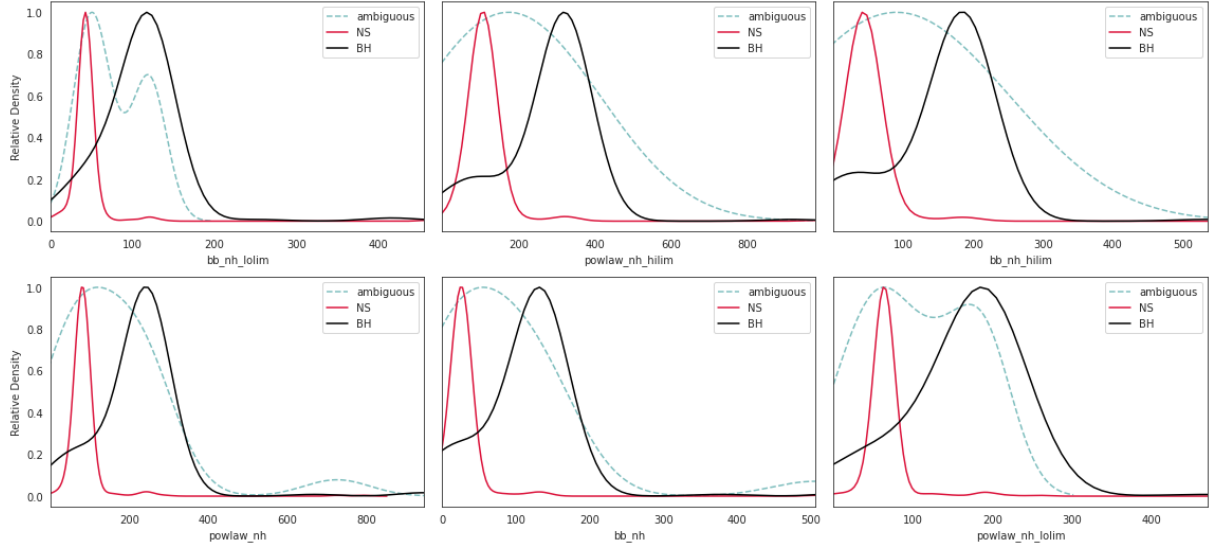 1.0
0.8
0.6
0.4
0.2
0.0
Relative Density
0 100 200 300 400
bb_nh_lolim
ambiguous
NS
BH
200 400 600 800
powlaw_nh_hilim
ambiguous
NS
BH
100 200 300 400 500
bb_nh_hilim
ambiguous
NS
BH
1.0
0.8
0.6
0.4
0.2
0.0
Relative Density
200 400 600 800
powlaw_nh
ambiguous
NS
BH
0 100 200 300 400 500
bb_nh
ambiguous
NS
BH
100 200 300 400
powlaw_nh_lolim
ambiguous
NS
BH